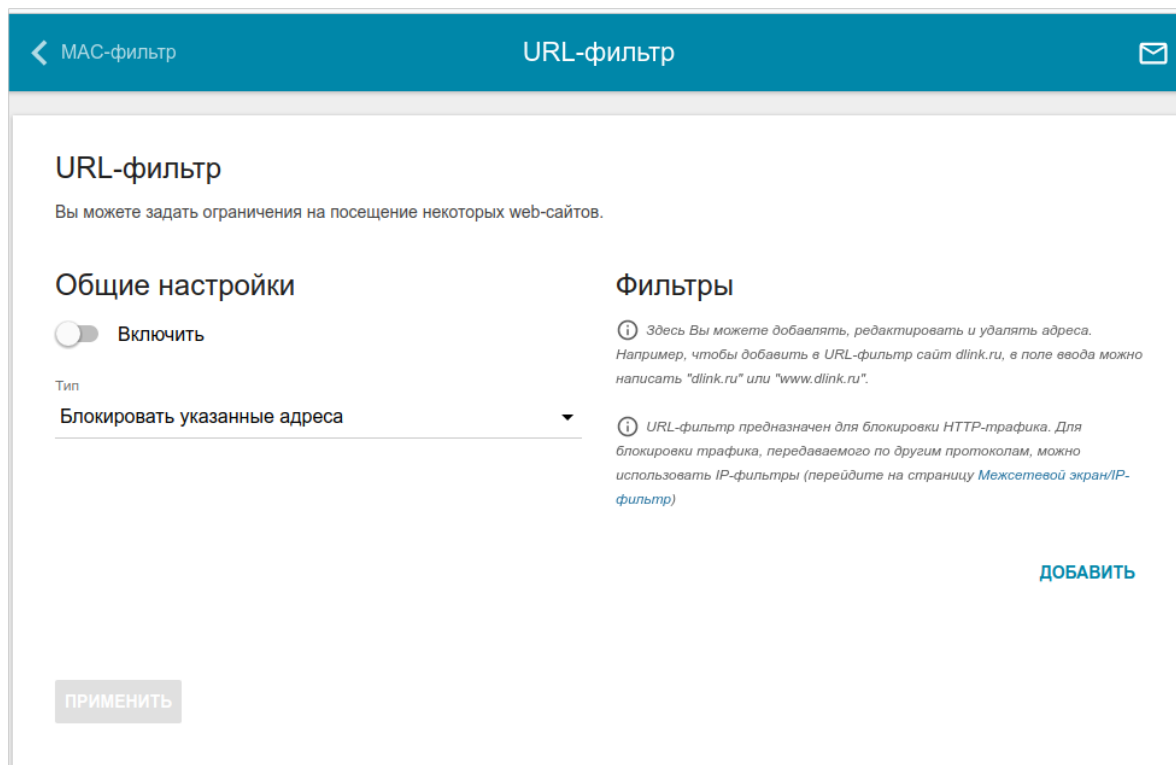 МАС-фильтр
URL-фильтр
URL-фильтр
Вы можете задать ограничения на посещение некоторых web-сайтов.
Общие настройки
Включить
Тип
Блокировать указанные адреса
Фильтры
Здесь Вы можете добавлять, редактировать и удалять адреса.
Например, чтобы добавить в URL-фильтр сайт dlink.ru, в поле ввода можно
написать "dlink.ru" или "www.dlink.ru".
URL-фильтр предназначен для блокировки HTTP-трафика. Для
блокировки трафика, передаваемого по другим протоколам, можно
использовать IP-фильтры (перейдите на страницу Межсетевой экран/IP-
фильтр)
ДОБАВИТЬ
ПРИМЕНИТЬ